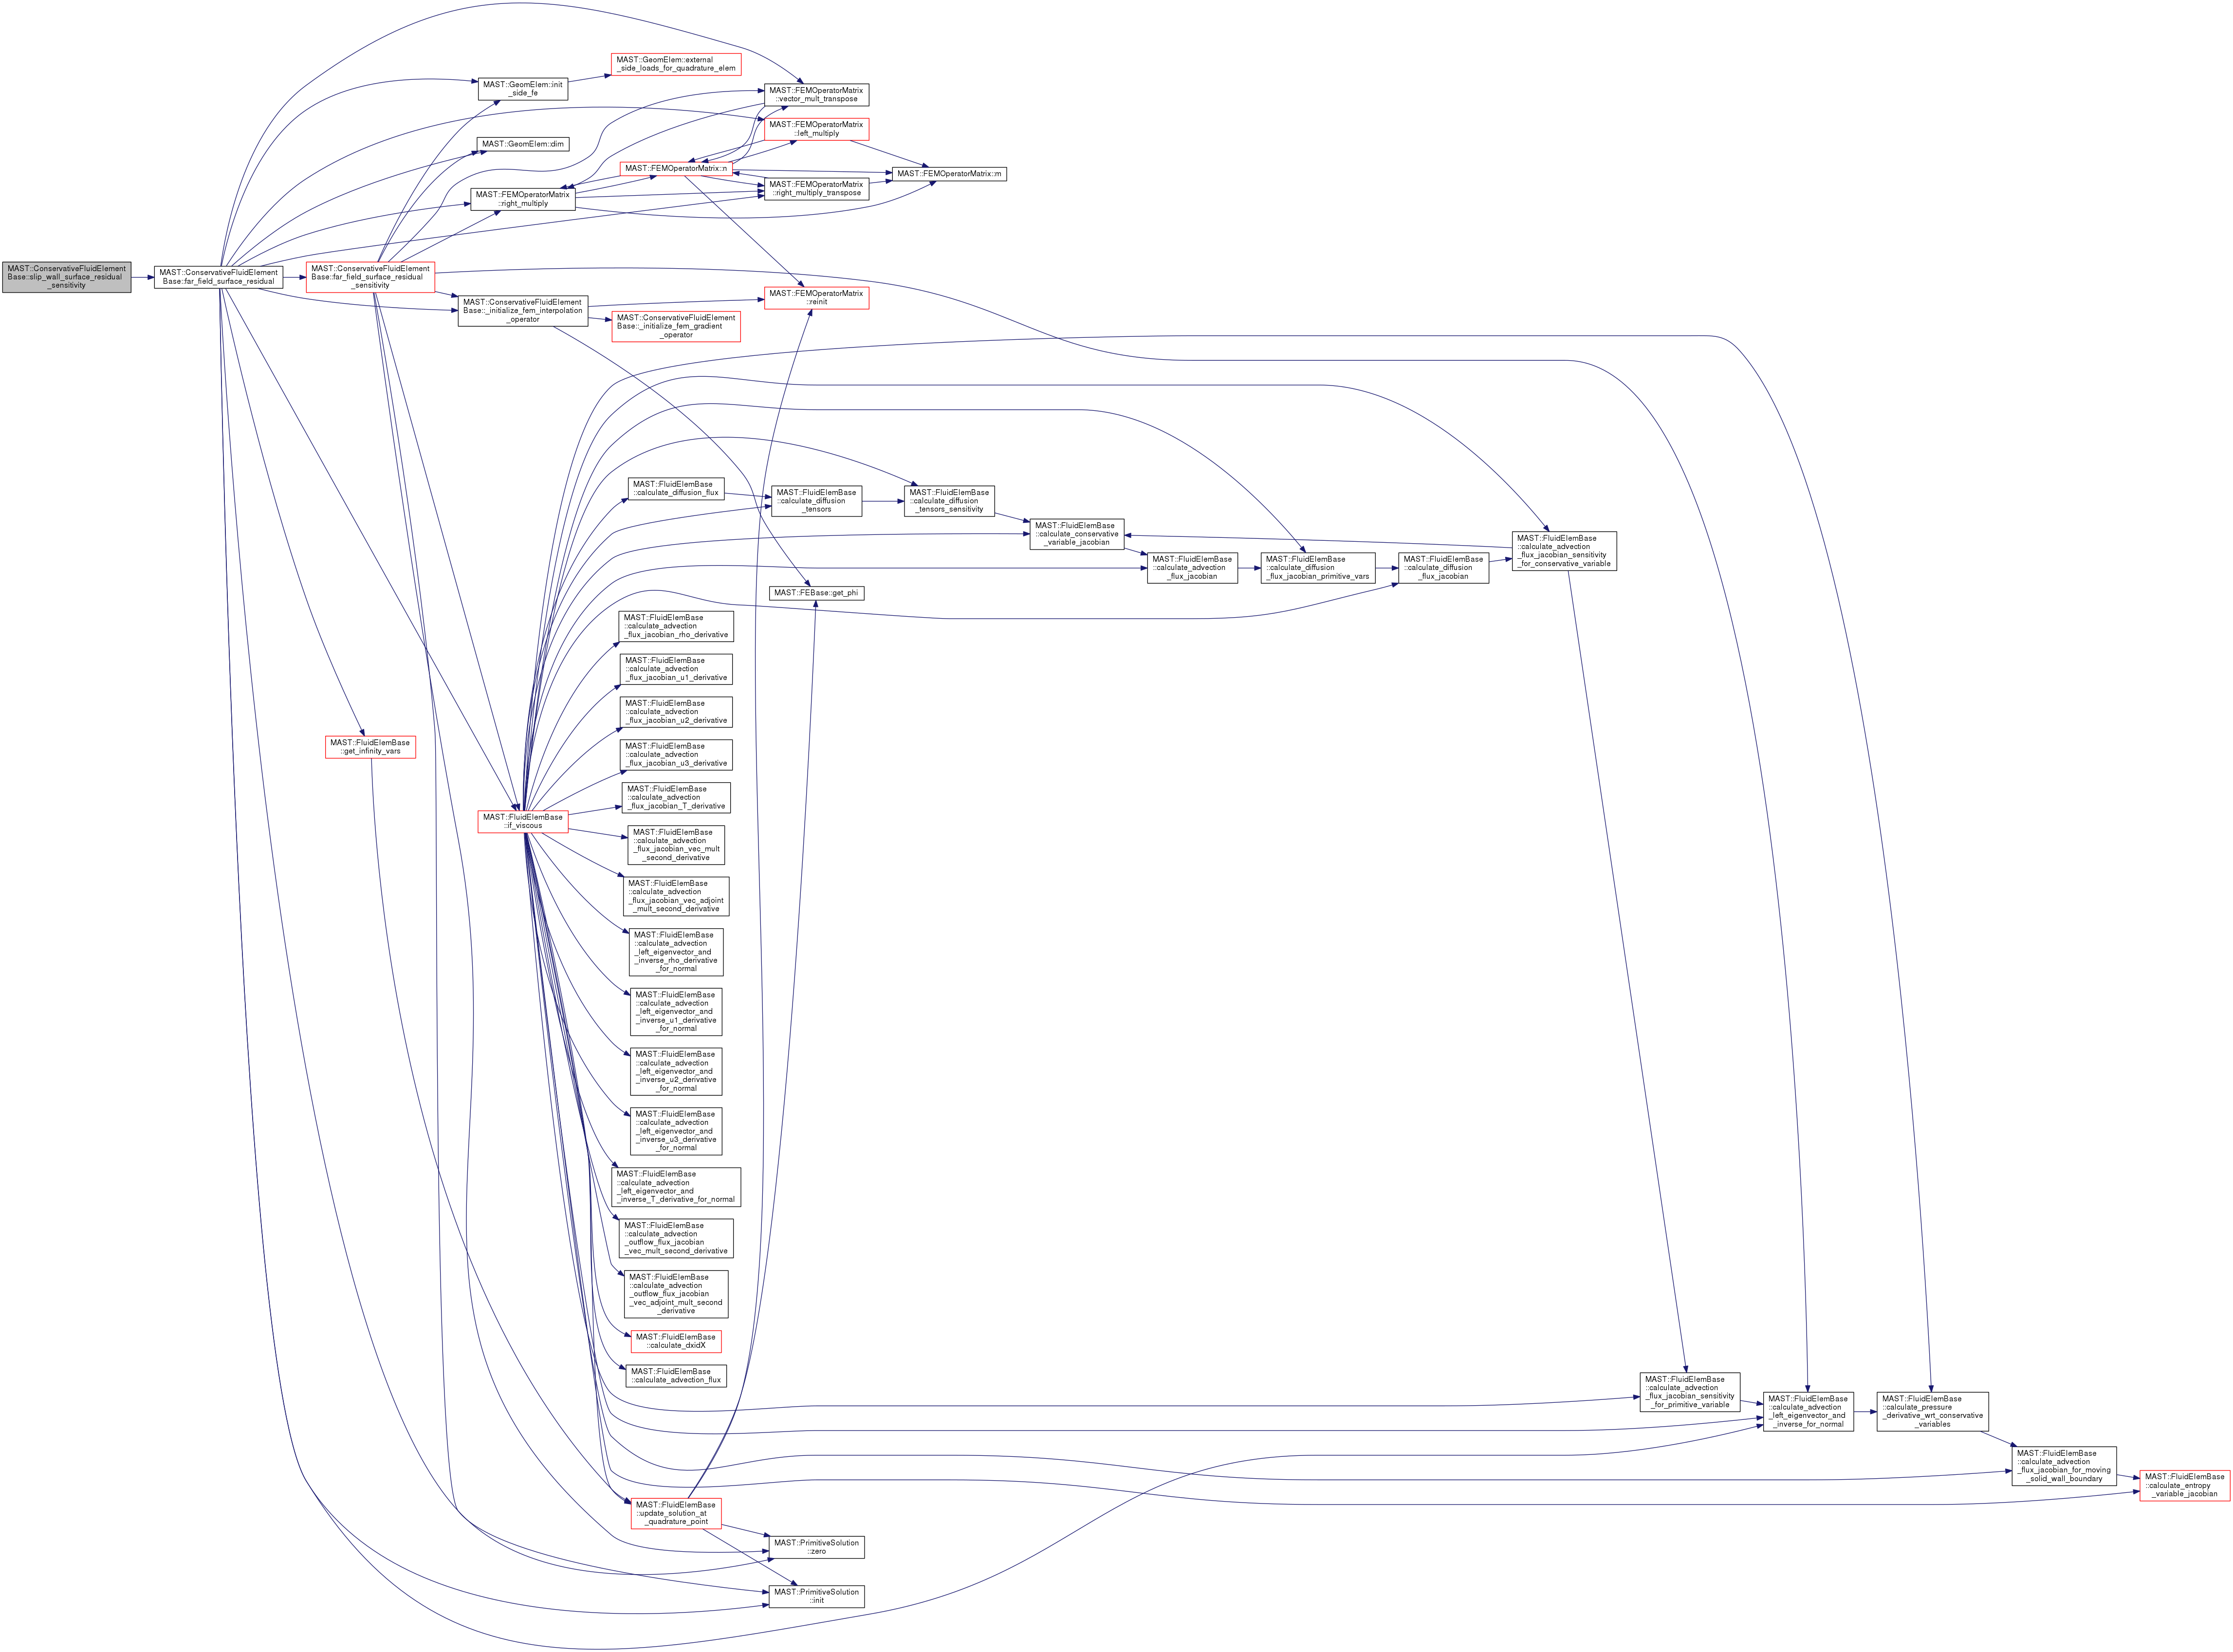 MAST::ConservativeFluidElement
Base::slip_wall_surface_residual
_sensitivity
MAST::ConservativeFluidElement
Base::far_field_surface_residual
MAST::ConservativeFluidElement
Base::far_field_surface_residual
_sensitivity
MAST::FluidElemBase
::get_infinity_vars
MAST::GeomElem::init
_side_fe
MAST::GeomElem::dim
MAST::FEMOperatorMatrix
::right_multiply
MAST::ConservativeFluidElement
Base::_initialize_fem_interpolation
_operator
MAST::FluidElemBase
::if_viscous
MAST::GeomElem::external
_side_loads_for_quadrature_elem
MAST::FEMOperatorMatrix::n
MAST::ConservativeFluidElement
Base::_initialize_fem_gradient
_operator
MAST::FluidElemBase
::calculate_diffusion_flux
MAST::FluidElemBase
::calculate_advection
_flux_jacobian_rho_derivative
MAST::FluidElemBase
::calculate_advection
_flux_jacobian_u1_derivative
MAST::FluidElemBase
::calculate_advection
_flux_jacobian_u2_derivative
MAST::FluidElemBase
::calculate_advection
_flux_jacobian_u3_derivative
MAST::FluidElemBase
::calculate_advection
_flux_jacobian_T_derivative
MAST::FluidElemBase
::calculate_advection
_flux_jacobian_vec_mult
_second_derivative
MAST::FluidElemBase
::calculate_advection
_flux_jacobian_vec_adjoint
_mult_second_derivative
MAST::FluidElemBase
::calculate_advection
_left_eigenvector_and
_inverse_rho_derivative
_for_normal
MAST::FluidElemBase
::calculate_advection
_left_eigenvector_and
_inverse_u1_derivative
_for_normal
MAST::FluidElemBase
::calculate_advection
_left_eigenvector_and
_inverse_u2_derivative
_for_normal
MAST::FluidElemBase
::calculate_advection
_left_eigenvector_and
_inverse_u3_derivative
_for_normal
MAST::FluidElemBase
::calculate_advection
_left_eigenvector_and
_inverse_T_derivative_for_normal
MAST::FluidElemBase
::calculate_advection
_outflow_flux_jacobian
_vec_mult_second_derivative
MAST::FluidElemBase
::calculate_advection
_outflow_flux_jacobian
_vec_adjoint_mult_second
_derivative
MAST::FluidElemBase
::calculate_dxidX
MAST::FluidElemBase
::calculate_advection_flux
MAST::FluidElemBase
::update_solution_at
_quadrature_point
MAST::FEMOperatorMatrix
::vector_mult_transpose
MAST::FEMOperatorMatrix
::left_multiply
MAST::FEMOperatorMatrix
::right_multiply_transpose
MAST::FEMOperatorMatrix::m
MAST::FEMOperatorMatrix
::reinit
MAST::FluidElemBase
::calculate_diffusion
_tensors
MAST::FEBase::get_phi
MAST::PrimitiveSolution
::zero
MAST::PrimitiveSolution
::init
MAST::FluidElemBase
::calculate_diffusion
_tensors_sensitivity
MAST::FluidElemBase
::calculate_conservative
_variable_jacobian
MAST::FluidElemBase
::calculate_advection
_flux_jacobian
MAST::FluidElemBase
::calculate_diffusion
_flux_jacobian_primitive_vars
MAST::FluidElemBase
::calculate_diffusion
_flux_jacobian
MAST::FluidElemBase
::calculate_advection
_flux_jacobian_sensitivity
_for_conservative_variable
MAST::FluidElemBase
::calculate_advection
_flux_jacobian_sensitivity
_for_primitive_variable
MAST::FluidElemBase
::calculate_advection
_left_eigenvector_and
_inverse_for_normal
MAST::FluidElemBase
::calculate_pressure
_derivative_wrt_conservative
_variables
MAST::FluidElemBase
::calculate_advection
_flux_jacobian_for_moving
_solid_wall_boundary
MAST::FluidElemBase
::calculate_entropy
_variable_jacobian